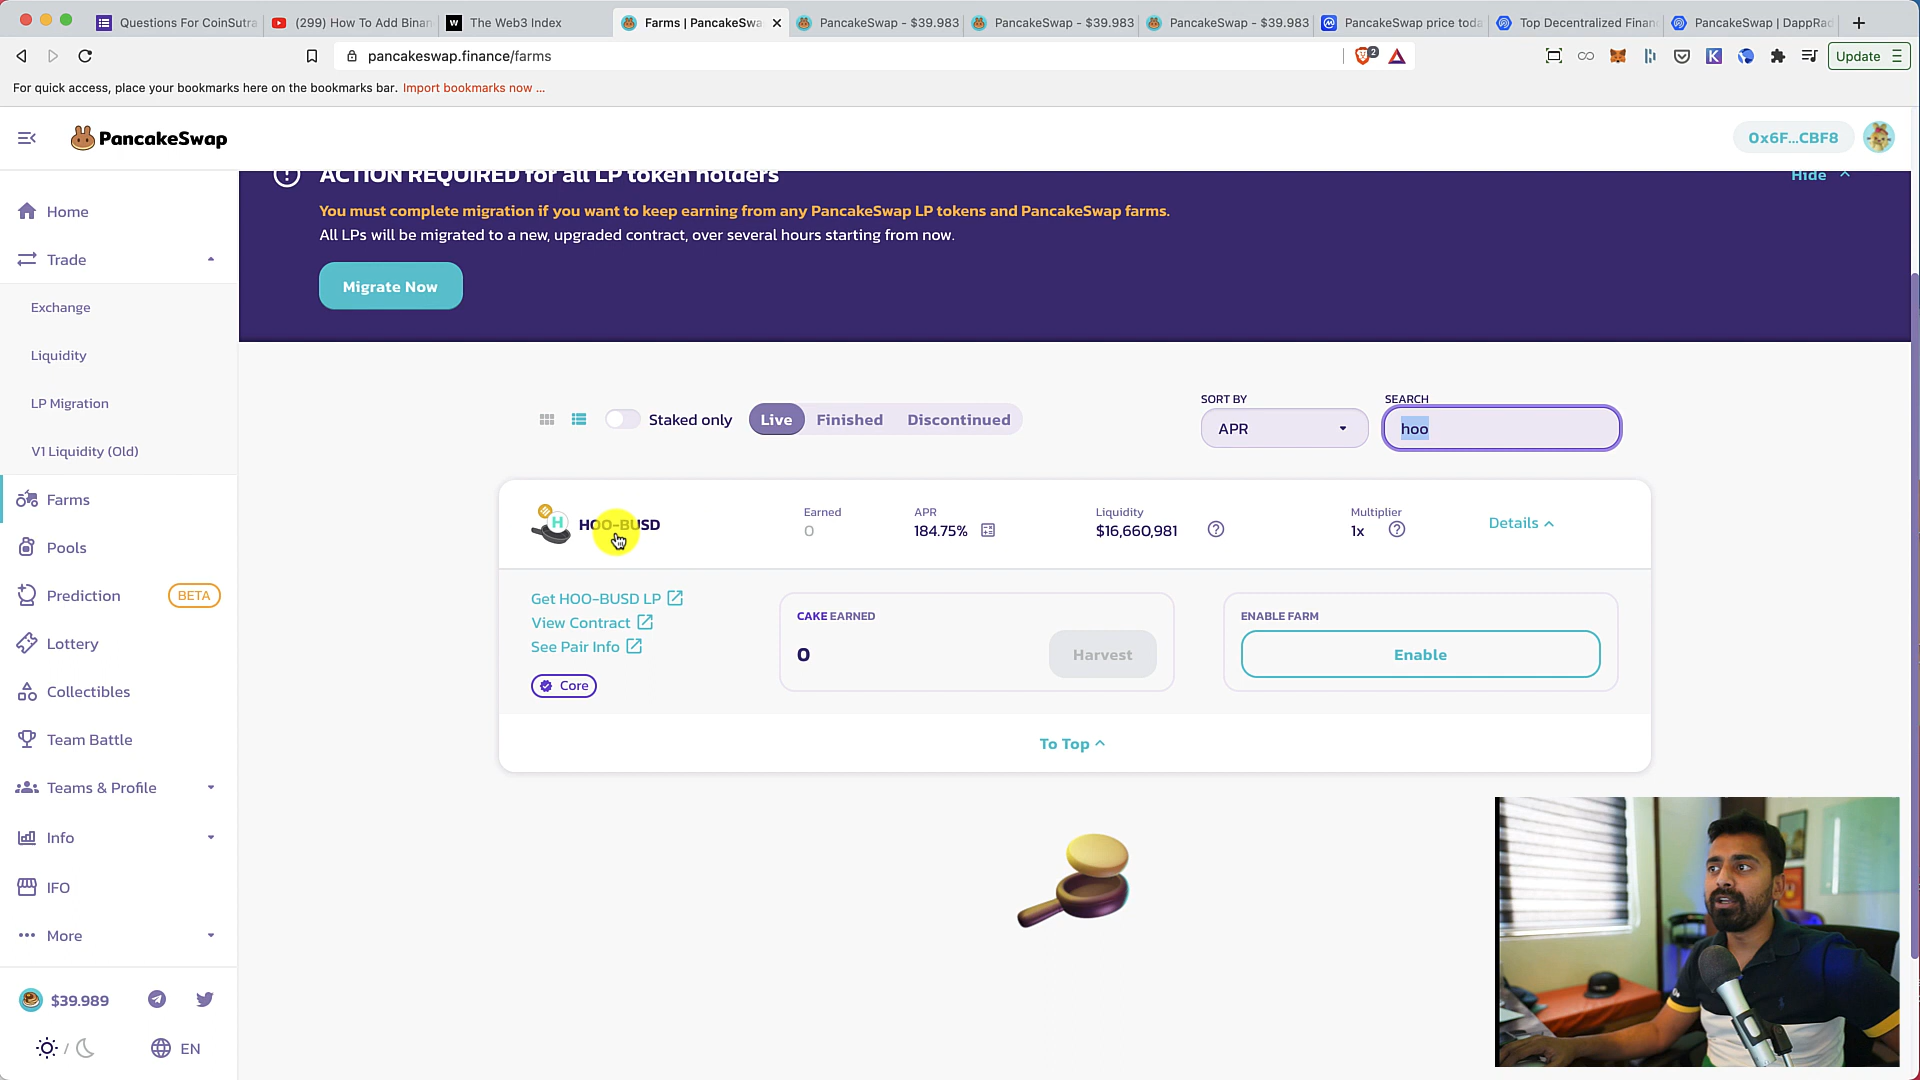 Questions For CoinSutra
(299) How To Add Binan
The Web3 Index
Farms | PancakeSwa
PancakeSwap - $39.983
PancakeSwap - $39.983
PancakeSwap - $39.983
PancakeSwap price toda
Top Decentralized Finan
PancakeSwap | DappRad
pancakeswap.finance/farms
2
K
Update
For quick access, place your bookmarks here on the bookmarks bar. Import bookmarks now ...
PancakeSwap
0x6F...CBF8
ACTION REQUIRED for all LP token holders
Hide
You must complete migration if you want to keep earning from any PancakeSwap LP tokens and PancakeSwap farms.
All LPs will be migrated to a new, upgraded contract, over several hours starting from now.
Migrate Now
Home
Trade
Exchange
Liquidity
LP Migration
V1 Liquidity (Old)
Farms
Pools
Prediction
BETA
Lottery
Collectibles
Team Battle
Teams & Profile
Info
IFO
More
$39.989
EN
Staked only
Live
Finished
Discontinued
SORT BY
APR
SEARCH
hoo
H
HOO-BUSD
Earned
0
APR
184.75%
Liquidity
$16,660,981
Multiplier
1x
Details
Get HOO-BUSD LP
View Contract
See Pair Info
Core
CAKE EARNED
0
Harvest
ENABLE FARM
Enable
To Top